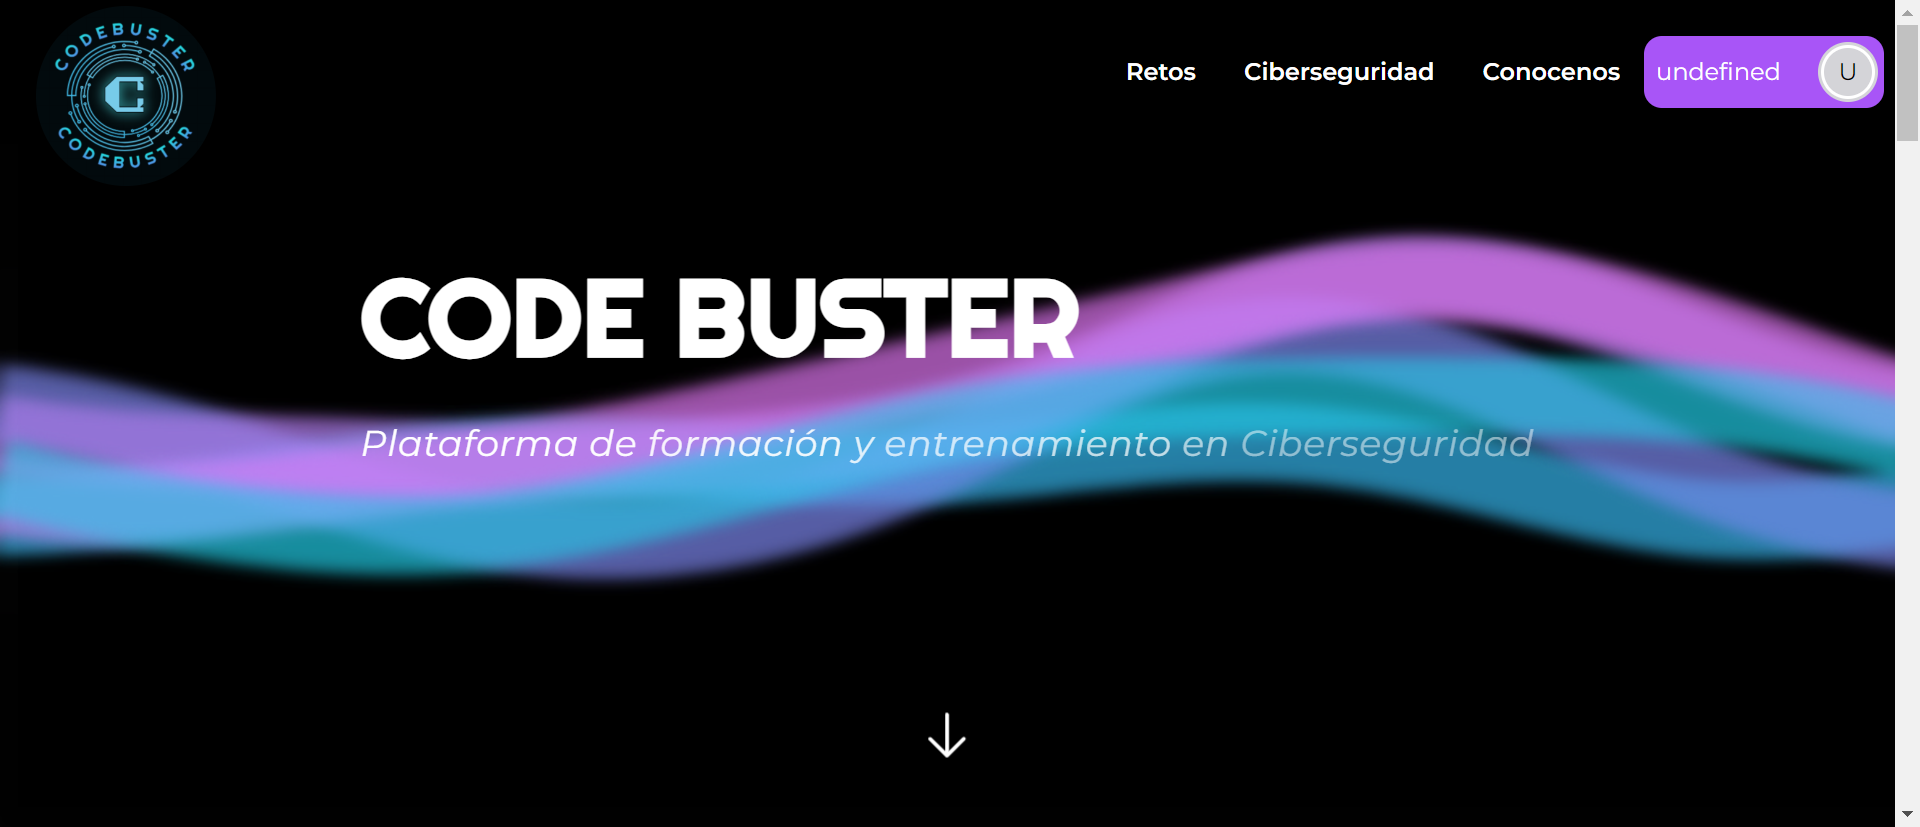 CODEBUSTER
C
CODEBUSTER
Retos
Ciberseguridad
Conocenos
undefined
U
CODE BUSTER
Plataforma de formación y entrenamiento en Ciberseguridad